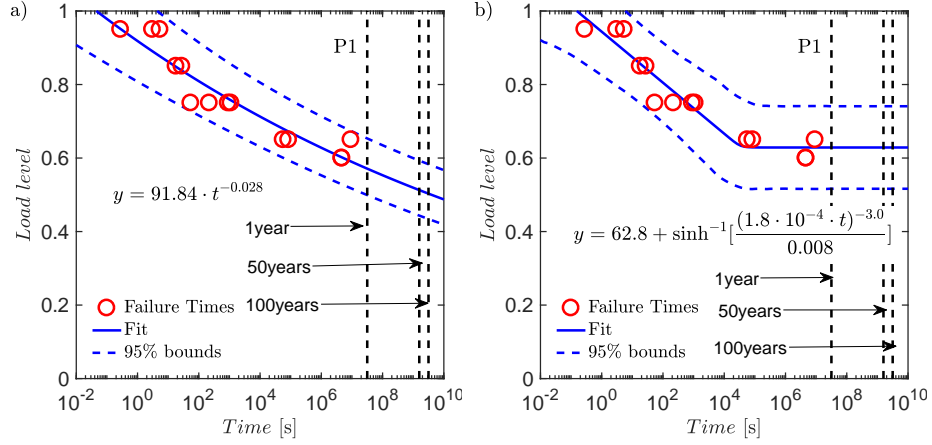 a)
P1
1
0.8
0.6
0.4
0.2
0
Load level
y = 91.84 · t^{-0.028}
1year
50years
100years
Failure Times
Fit
95% bounds
10^{-2} 10^{0} 10^{2} 10^{4} 10^{6} 10^{8} 10^{10}
Time [s]
b)
P1
1
0.8
0.6
0.4
0.2
0
Load level
y = 62.8 + sinh^{-1}[\frac{(1.8 · 10^{-4} · t)^{-3.0}}{0.008}]
1year
50years
100years
Failure Times
Fit
95% bounds
10^{-2} 10^{0} 10^{2} 10^{4} 10^{6} 10^{8} 10^{10}
Time [s]